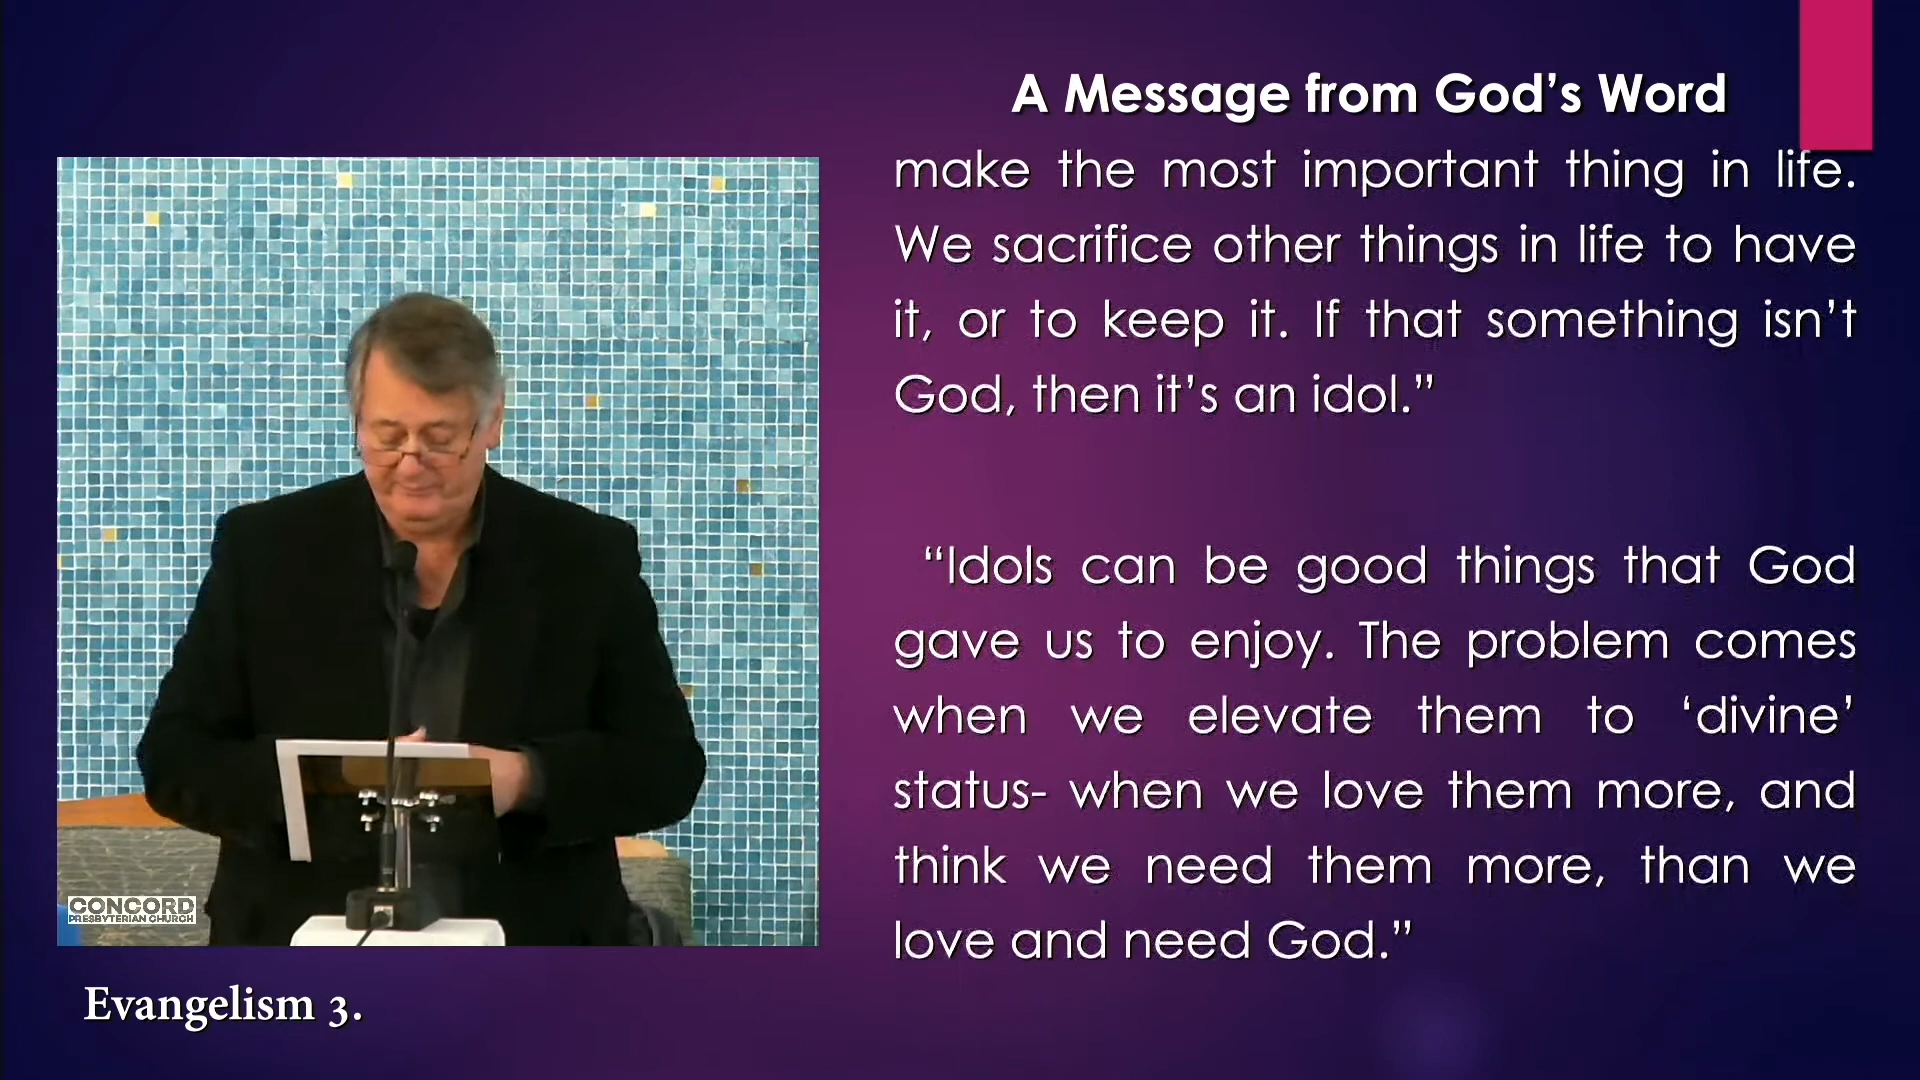 A Message from God’s Word
make the most important thing in life.
We sacrifice other things in life to have
it, or to keep it. If that something isn’t
God, then it’s an idol.”
“Idols can be good things that God
gave us to enjoy. The problem comes
when we elevate them to ‘divine’
status- when we love them more, and
think we need them more, than we
love and need God.”
CONCORD
PRESBYTERIAN CHURCH
Evangelism 3.